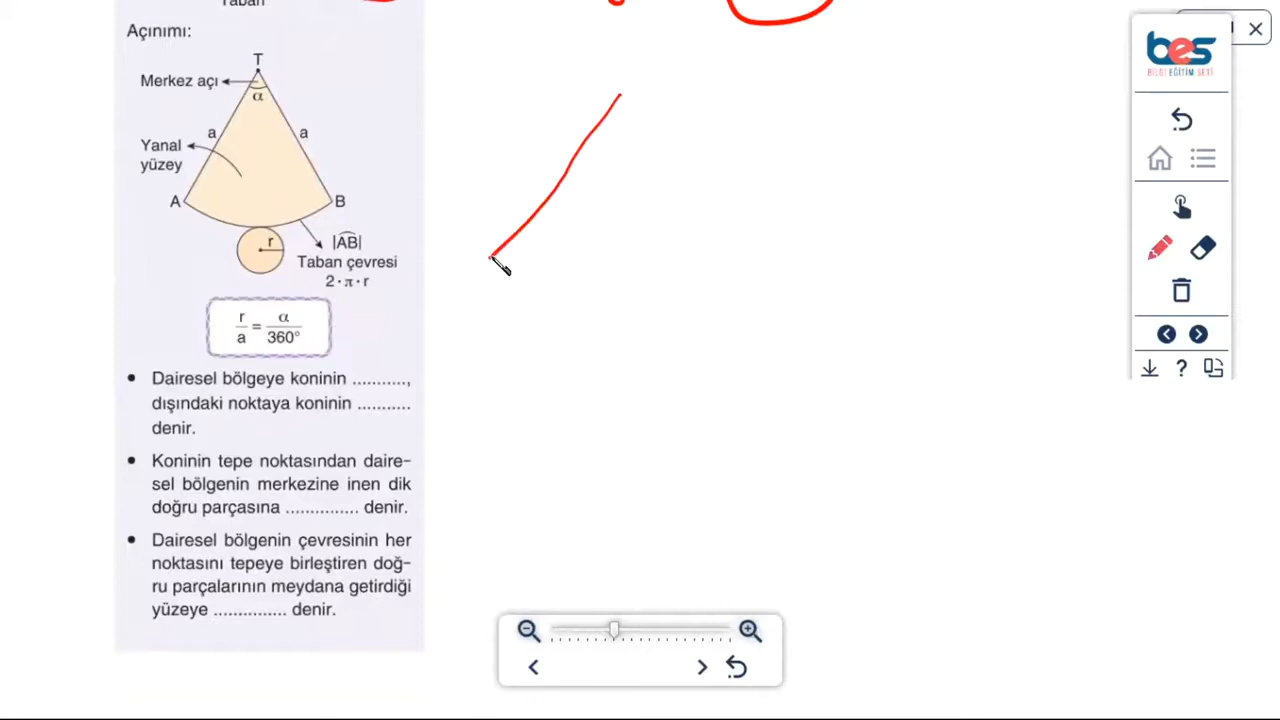 Taban
Açınımı:
T
Merkez açı
α
a
a
Yanal
yüzey
A
B
r
|AB|
Taban çevresi
2·π·r
r/a = α/360°
• Dairesel bölgeye koninin ...........,
dışındaki noktaya koninin ...........
denir.
• Koninin tepe noktasından daire-
sel bölgenin merkezine inen dik
doğru parçasına ............... denir.
• Dairesel bölgenin çevresinin her
noktasını tepeye birleştiren doğ-
ru parçalarının meydana getirdiği
yüzeye ............... denir.
bes
BİLGİ EĞİTİM SETİ
?